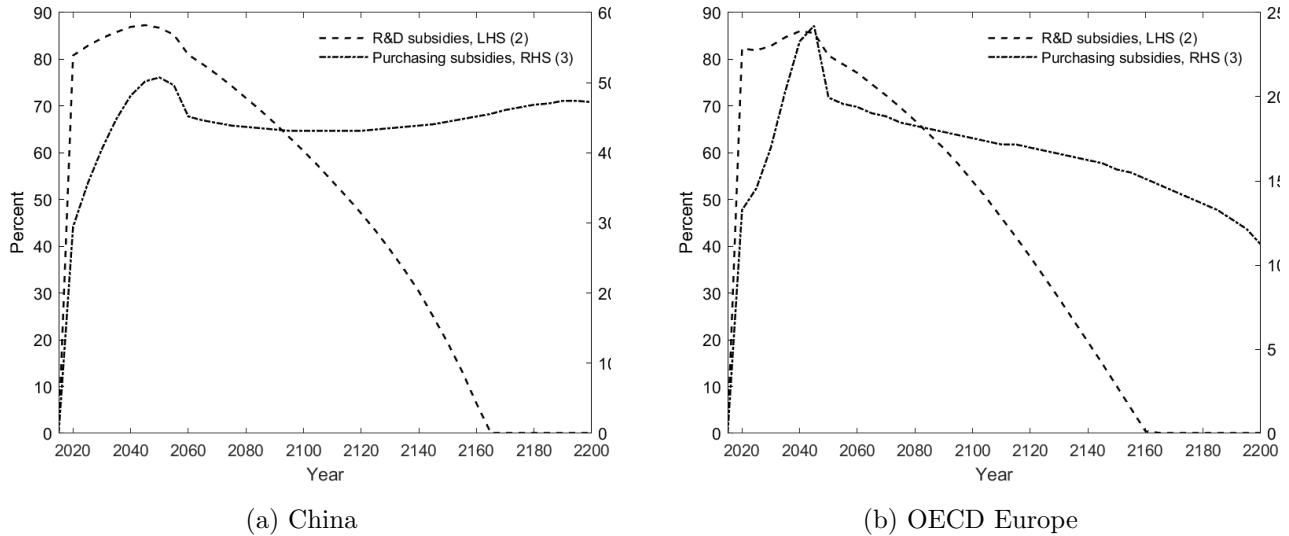 90
80
70
60
50
40
30
20
10
0
Percent
R&D subsidies, LHS (2)
Purchasing subsidies, RHS (3)
60
50
40
30
20
10
0
2020 2040 2060 2080 2100 2120 2140 2160 2180 2200
Year
(a) China
90
80
70
60
50
40
30
20
10
0
Percent
R&D subsidies, LHS (2)
Purchasing subsidies, RHS (3)
25
20
15
10
5
0
2020 2040 2060 2080 2100 2120 2140 2160 2180 2200
Year
(b) OECD Europe